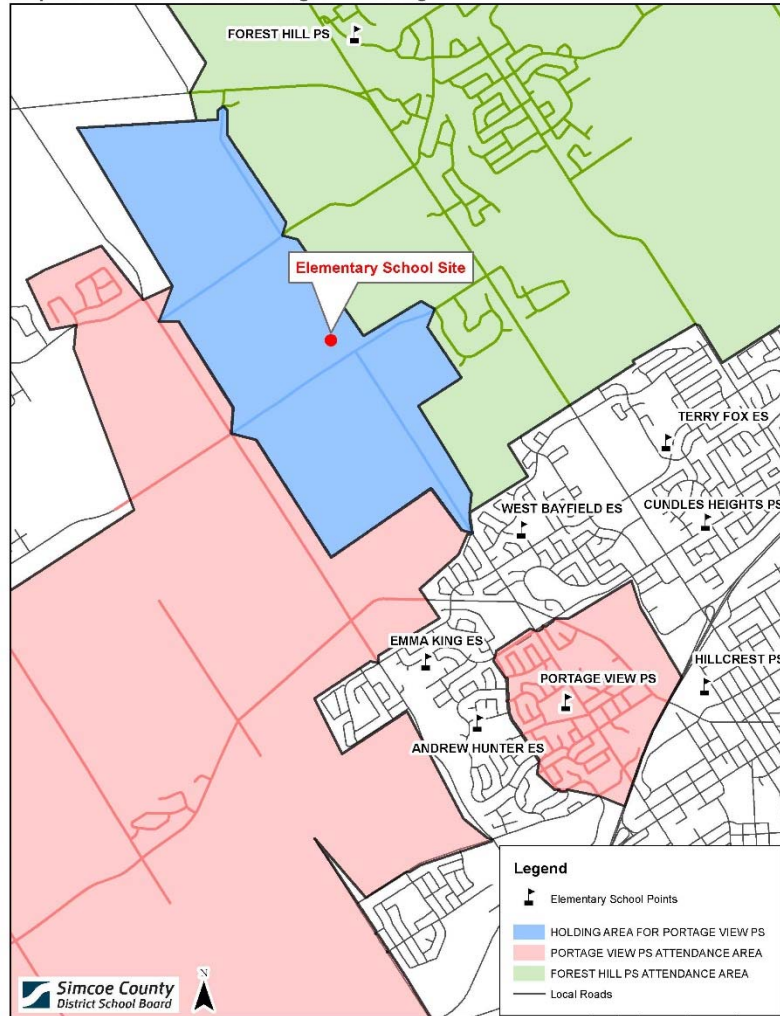 FOREST HILL PS
Elementary School Site
TERRY FOX ES
WEST BAYFIELD ES
CUNDLES HEIGHTS PS
EMMA KING ES
HILLCREST PS
PORTAGE VIEW PS
ANDREW HUNTER ES
Legend
Elementary School Points
HOLDING AREA FOR PORTAGE VIEW PS
PORTAGE VIEW PS ATTENDANCE AREA
FOREST HILL PS ATTENDANCE AREA
Local Roads
Simcoe County
District School Board
N